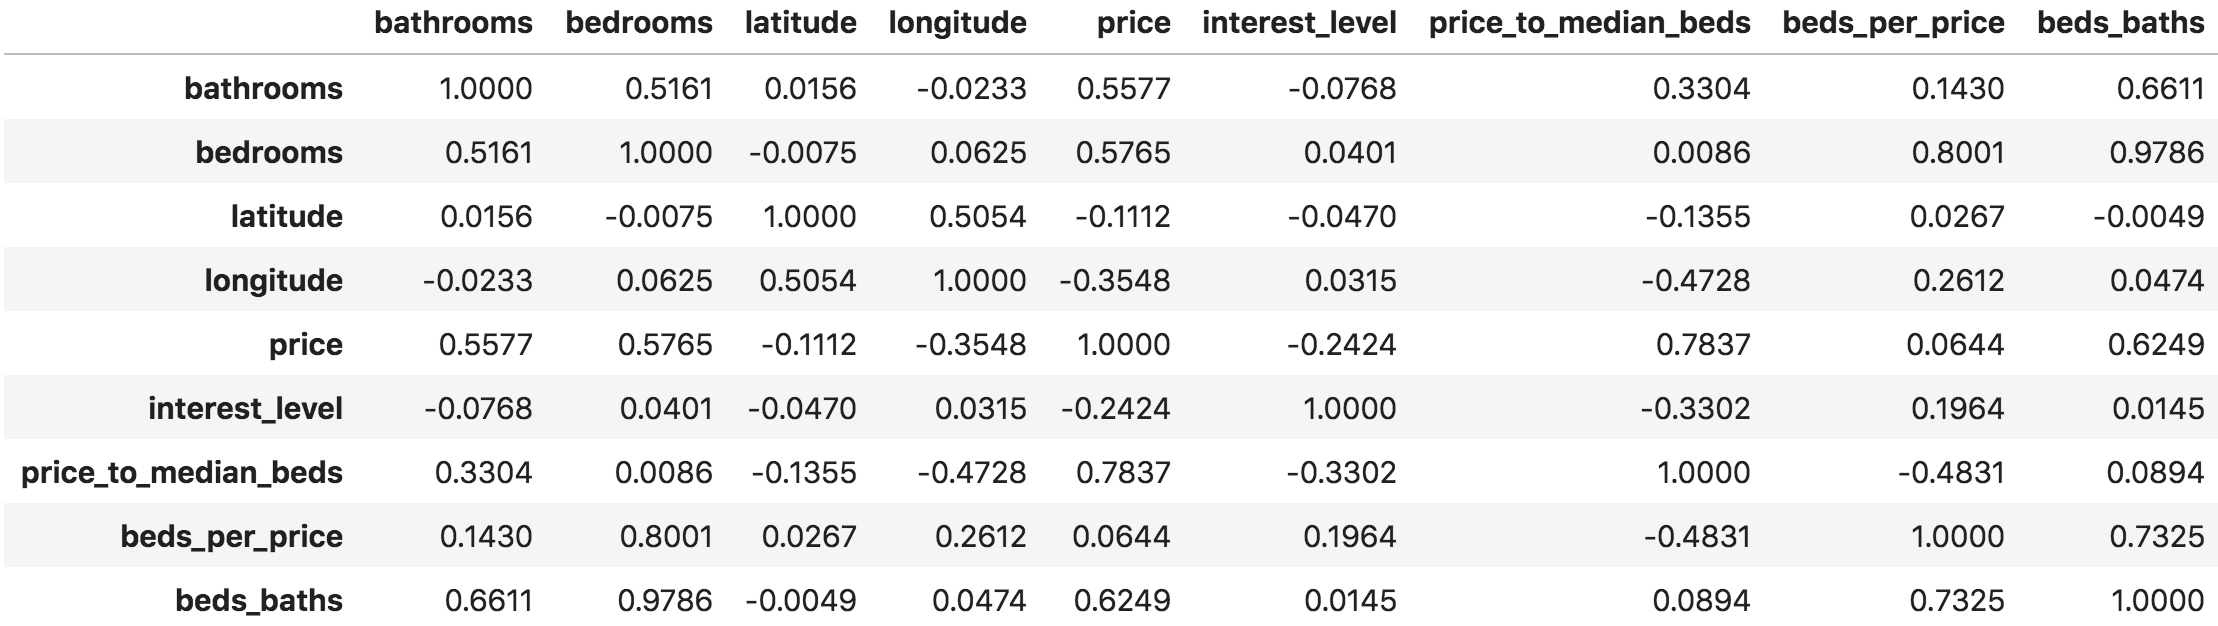 bathrooms bedrooms latitude longitude price interest_level price_to_median_beds beds_per_price beds_baths
bathrooms 1.0000 0.5161 0.0156 -0.0233 0.5577 -0.0768 0.3304 0.1430 0.6611
bedrooms 0.5161 1.0000 -0.0075 0.0625 0.5765 0.0401 0.0086 0.8001 0.9786
latitude 0.0156 -0.0075 1.0000 0.5054 -0.1112 -0.0470 -0.1355 0.0267 -0.0049
longitude -0.0233 0.0625 0.5054 1.0000 -0.3548 0.0315 -0.4728 0.2612 0.0474
price 0.5577 0.5765 -0.1112 -0.3548 1.0000 -0.2424 0.7837 0.0644 0.6249
interest_level -0.0768 0.0401 -0.0470 0.0315 -0.2424 1.0000 -0.3302 0.1964 0.0145
price_to_median_beds 0.3304 0.0086 -0.1355 -0.4728 0.7837 -0.3302 1.0000 -0.4831 0.0894
beds_per_price 0.1430 0.8001 0.0267 0.2612 0.0644 0.1964 -0.4831 1.0000 0.7325
beds_baths 0.6611 0.9786 -0.0049 0.0474 0.6249 0.0145 0.0894 0.7325 1.0000